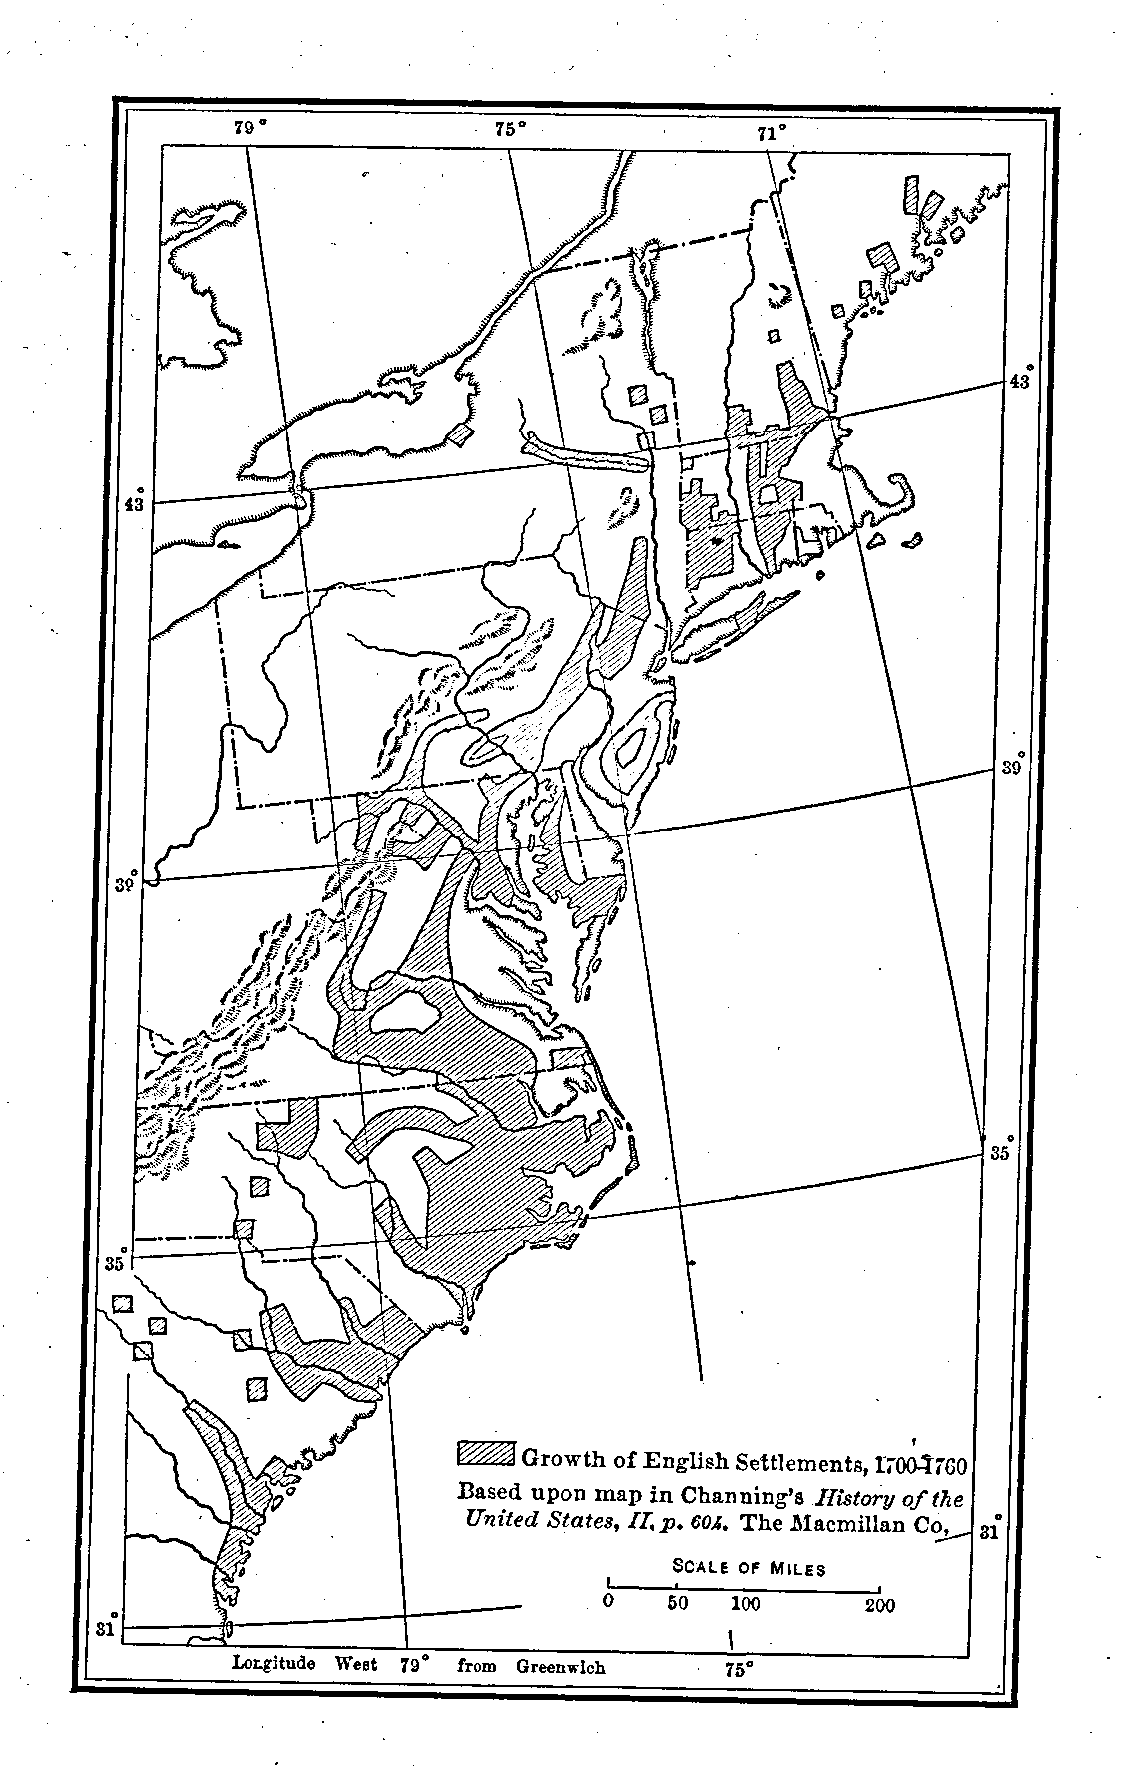 79° 75° 71°
43°
43°
39°
39°
35°
35°
Growth of English Settlements, 1700-1760
Based upon map in Channing's History of the
United States, II, p. 604. The Macmillan Co,
31°
SCALE OF MILES
0 50 100 200
31°
Longitude West 79° from Greenwich 75°